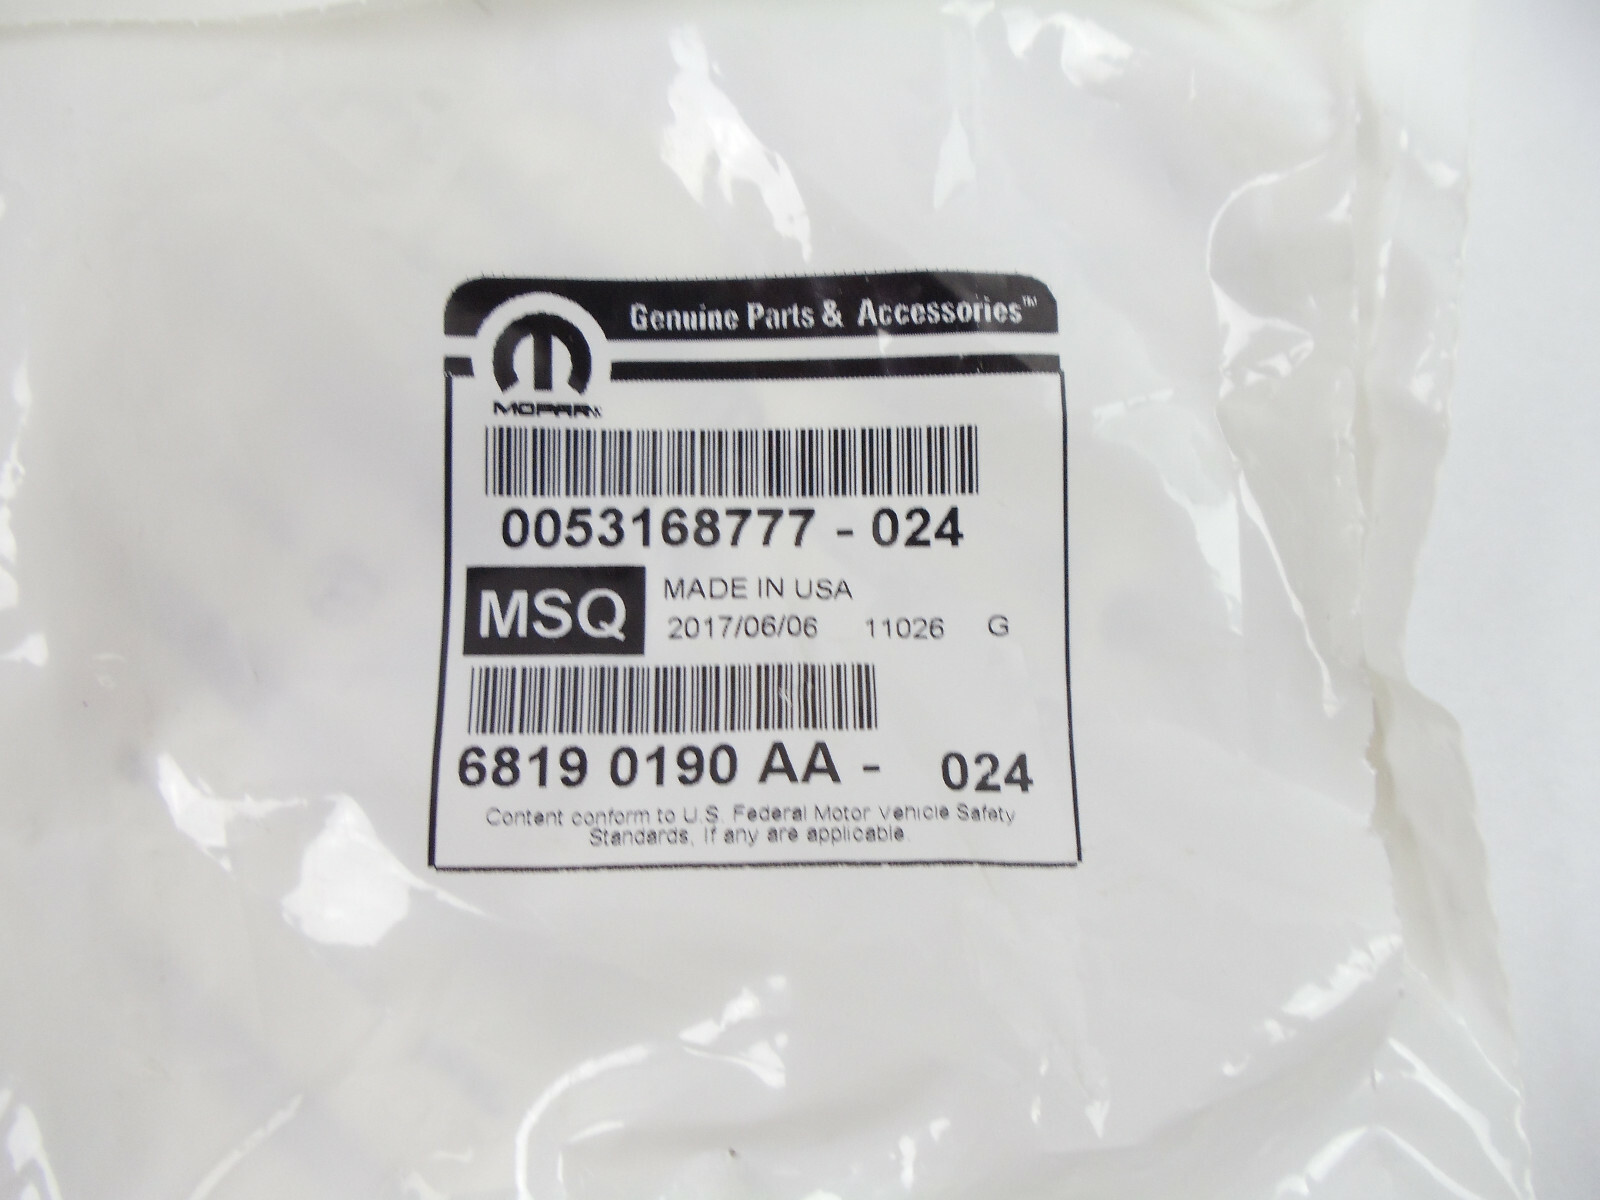 Genuine Parts & Accessories™
MOPAR
0053168777 - 024
MSQ
MADE IN USA
2017/06/06 11026 G
6819 0190 AA - 024
Content conform to U.S. Federal Motor Vehicle Safety
Standards, If any are applicable.